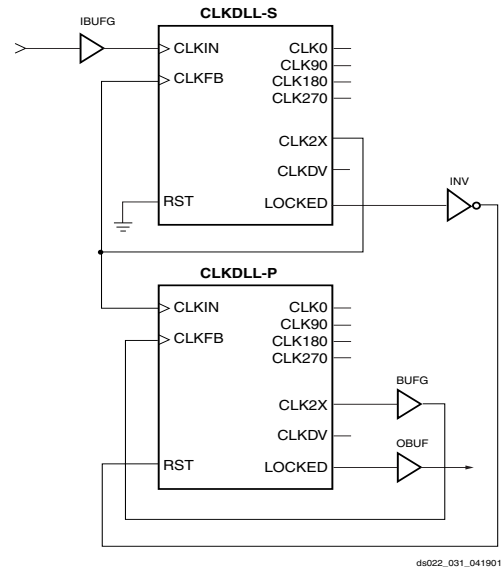 CLKDLL-S
IBUFG
CLKIN
CLKFB
RST
CLK0
CLK90
CLK180
CLK270
CLK2X
CLKDV
LOCKED
INV
CLKDLL-P
CLKIN
CLKFB
RST
CLK0
CLK90
CLK180
CLK270
CLK2X
CLKDV
LOCKED
BUFG
OBUF
ds022_031_041901